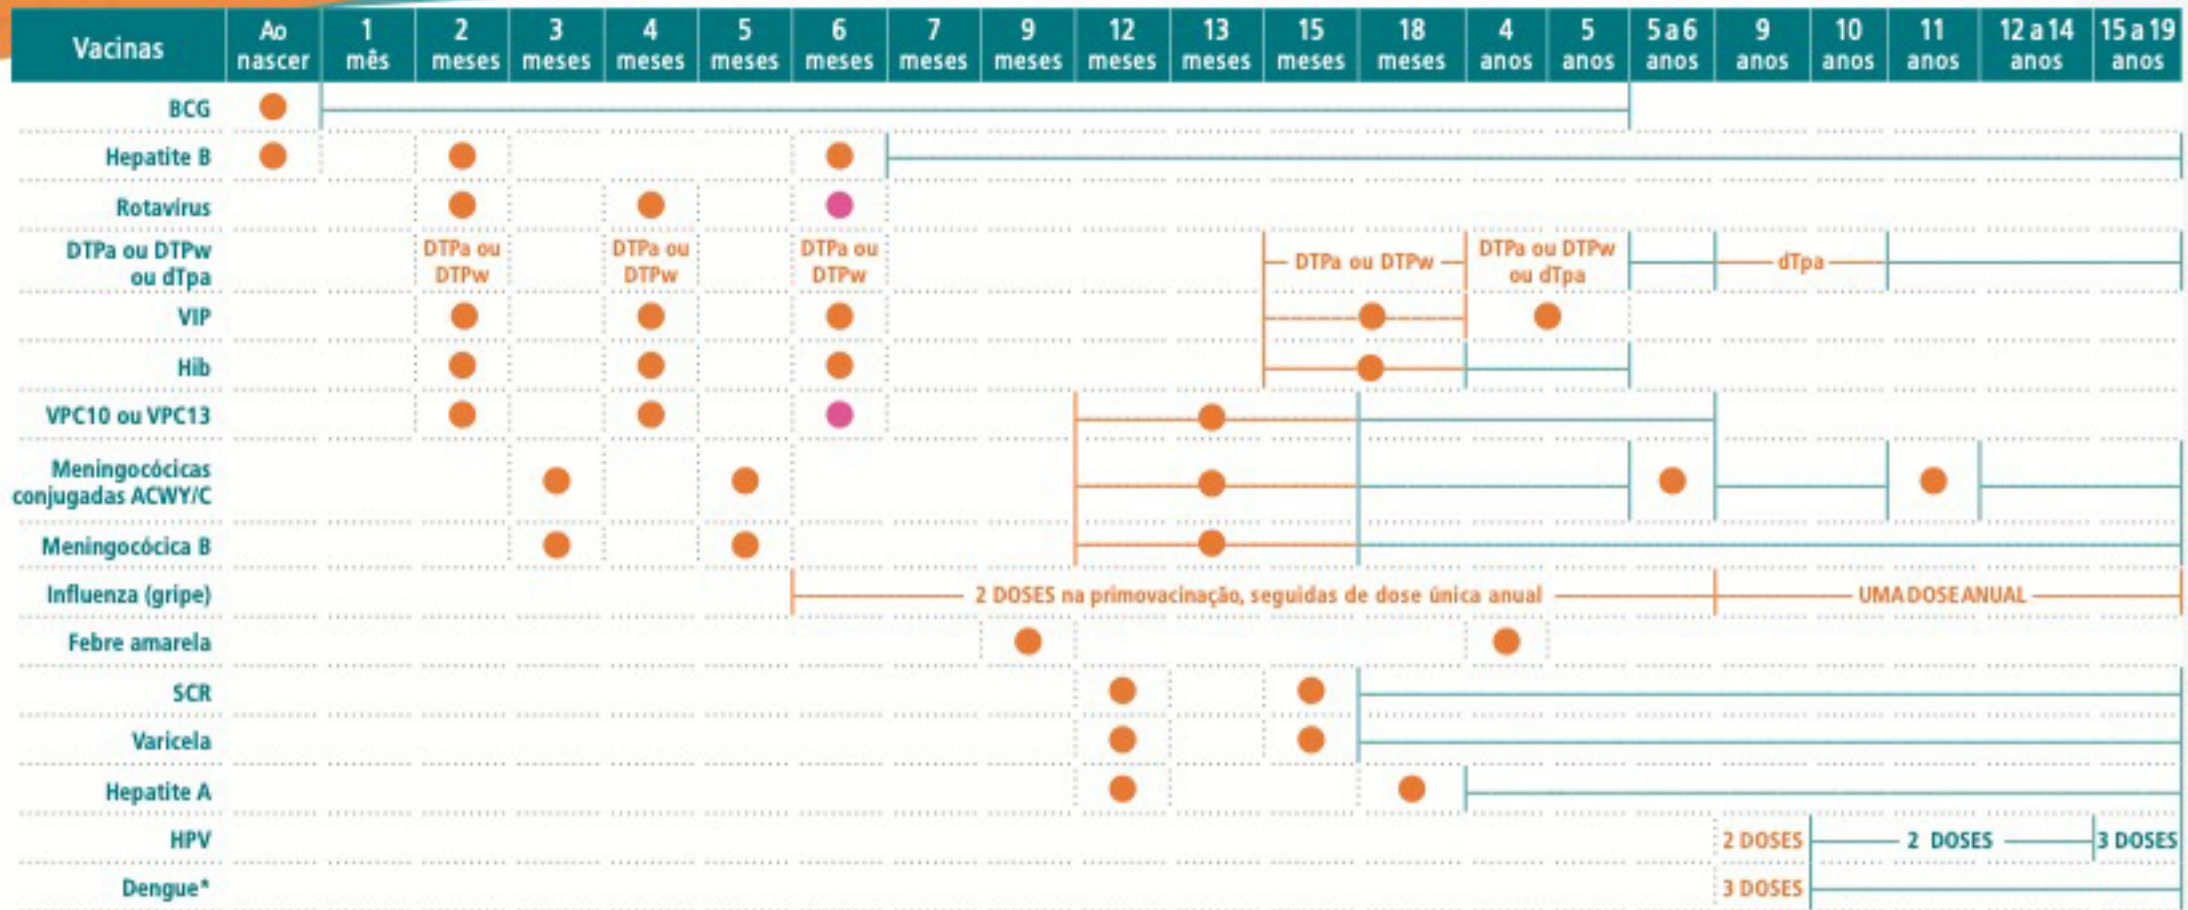 Vacinas
Ao nascer
1 mês
2 meses
3 meses
4 meses
5 meses
6 meses
7 meses
9 meses
12 meses
13 meses
15 meses
18 meses
4 anos
5 anos
5 a 6 anos
9 anos
10 anos
11 anos
12 a 14 anos
15 a 19 anos
BCG
Hepatite B
Rotavírus
DTPa ou DTPw
ou dTpa
DTPa ou
DTPw
DTPa ou
DTPw
DTPa ou
DTPw
DTPa ou DTPw
DTPa ou DTPw
ou dTpa
dTpa
VIP
Hib
VPC10 ou VPC13
Meningocócicas
conjugadas ACWY/C
Meningocócica B
Influenza (gripe)
2 DOSES na primovacinação, seguidas de dose única anual
UMA DOSE ANUAL
Febre amarela
SCR
Varicela
Hepatite A
HPV
2 DOSES
2 DOSES
3 DOSES
Dengue*
3 DOSES